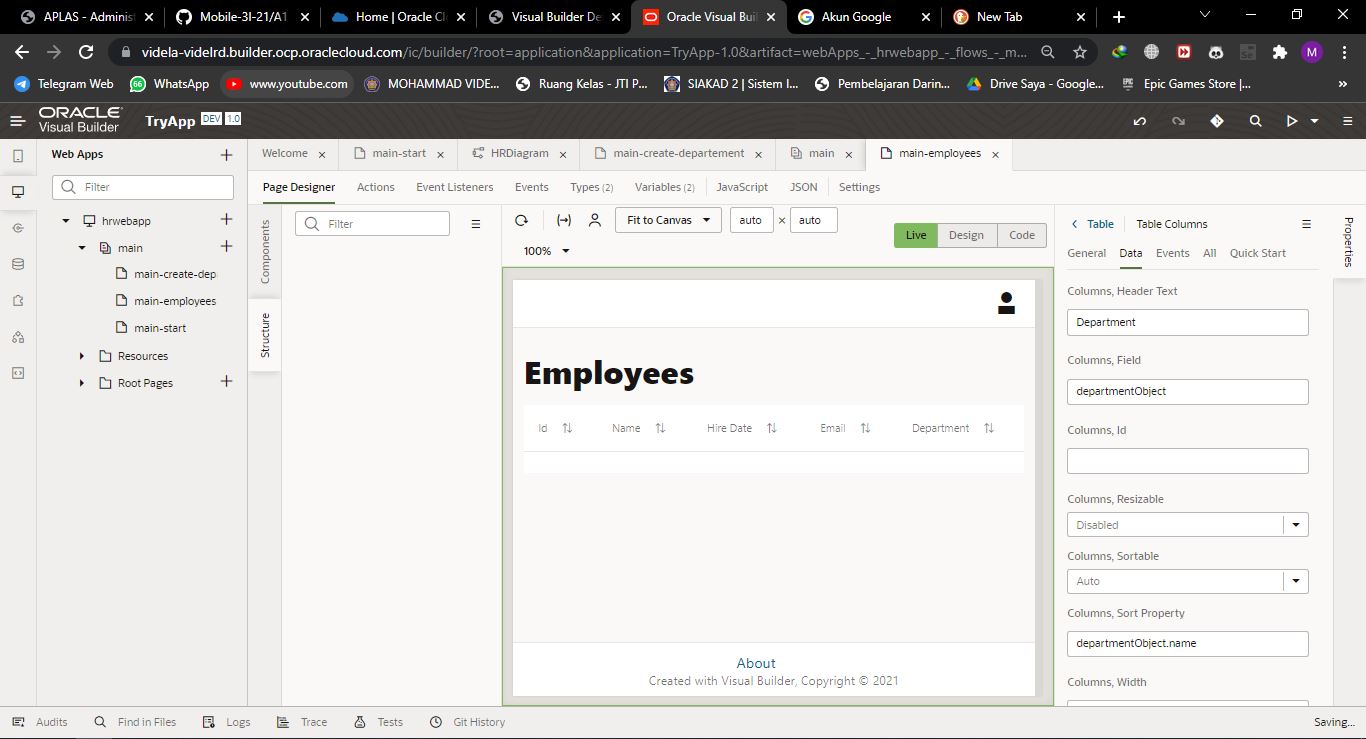 APLAS - Administ
Mobile-3I-21/A1
Home | Oracle Cl
Visual Builder De
Oracle Visual Buil
Akun Google
New Tab
videla-videlrd.builder.ocp.oraclecloud.com/ic/builder/?root=application&application=TryApp-1.0&artifact=webApps_-_hrwebapp_-_flows_-_m...
M
Telegram Web
WhatsApp
www.youtube.com
MOHAMMAD VIDE...
Ruang Kelas - JTI P...
SIAKAD 2 | Sistem I...
Pembelajaran Darin...
Drive Saya - Google...
Epic Games Store |...
»
ORACLE
Visual Builder
TryApp DEV 1.0
Web Apps
Filter
hrwebapp
main
main-create-dep
main-employees
main-start
Resources
Root Pages
Welcome
main-start
HRDiagram
main-create-departement
main
main-employees
Page Designer
Actions
Event Listeners
Events
Types (2)
Variables (2)
JavaScript
JSON
Settings
Components
Structure
Filter
Fit to Canvas
auto × auto
Live
Design
Code
100%
Employees
Id
Name
Hire Date
Email
Department
About
Created with Visual Builder, Copyright © 2021
Table
Table Columns
General
Data
Events
All
Quick Start
Columns, Header Text
Department
Columns, Field
departmentObject
Columns, Id
Columns, Resizable
Disabled
Columns, Sortable
Auto
Columns, Sort Property
departmentObject.name
Columns, Width
Properties
Audits
Find in Files
Logs
Trace
Tests
Git History
Saving...